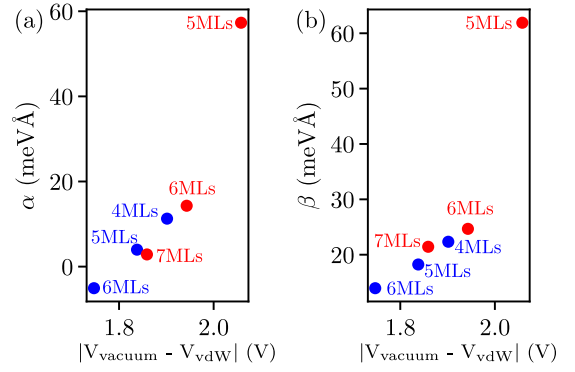 (a)
60
40
20
0
α (meVÅ)
5MLs
6MLs
4MLs
5MLs
7MLs
6MLs
1.8
2.0
|V_vacuum - V_vdW| (V)
(b)
60
50
40
30
20
β (meVÅ)
5MLs
6MLs
7MLs
4MLs
5MLs
6MLs
1.8
2.0
|V_vacuum - V_vdW| (V)